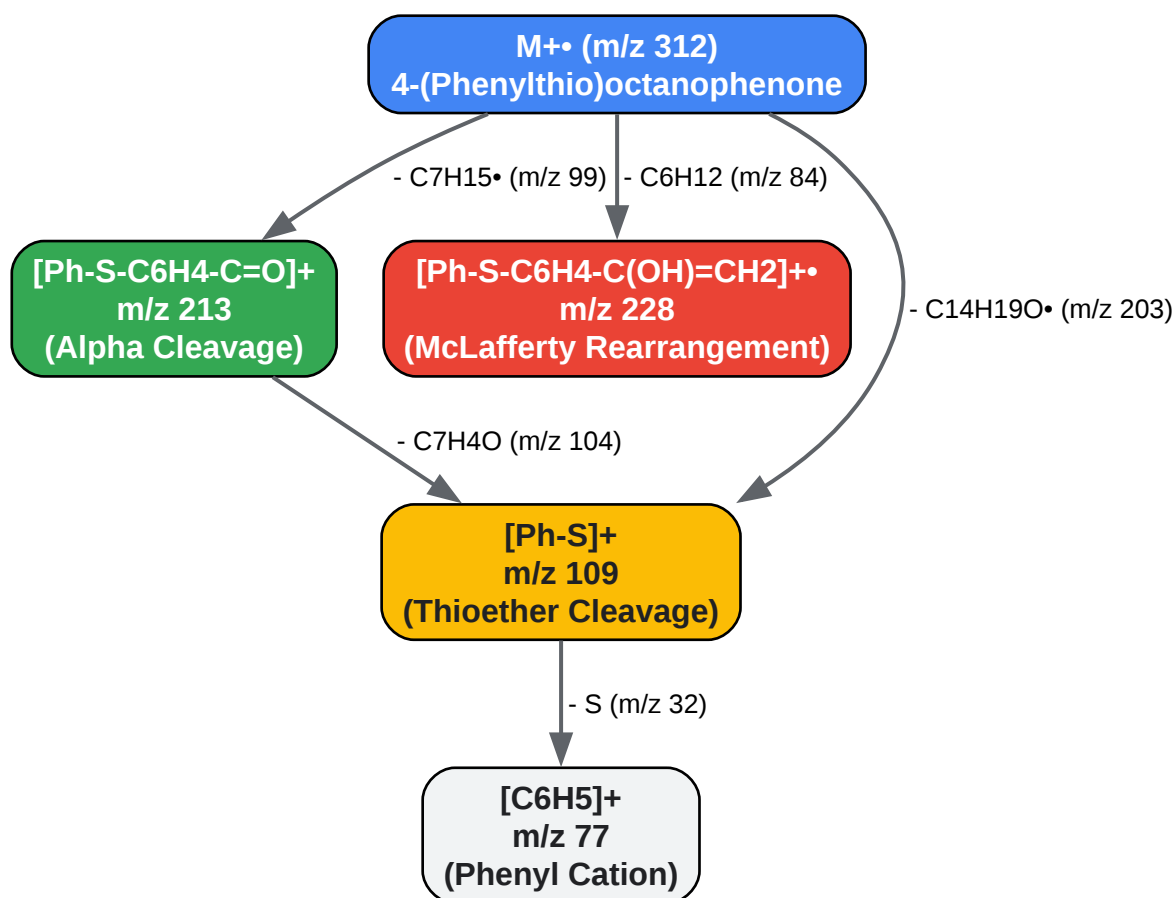 M+• (m/z 312)
4-(Phenylthio)octanophenone
- C7H15• (m/z 99)
- C6H12 (m/z 84)
[Ph-S-C6H4-C=O]+
m/z 213
(Alpha Cleavage)
[Ph-S-C6H4-C(OH)=CH2]+•
m/z 228
(McLafferty Rearrangement)
- C14H19O• (m/z 203)
- C7H4O (m/z 104)
[Ph-S]+
m/z 109
(Thioether Cleavage)
- S (m/z 32)
[C6H5]+
m/z 77
(Phenyl Cation)